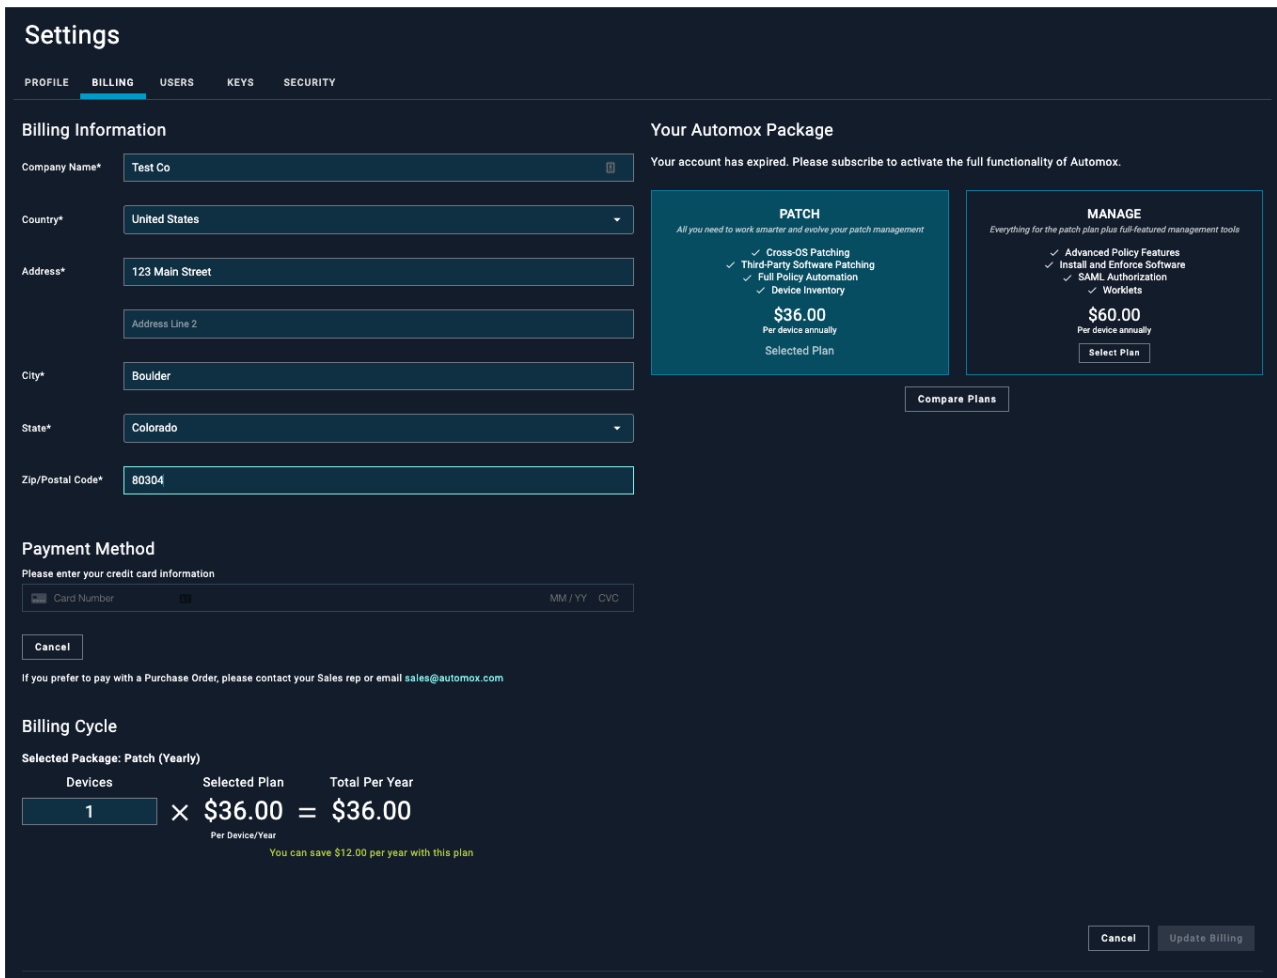 Settings
PROFILE BILLING USERS KEYS SECURITY
Billing Information
Company Name* Test Co
Country* United States
Address* 123 Main Street
Address Line 2
City* Boulder
State* Colorado
Zip/Postal Code* 80304
Payment Method
Please enter your credit card information
Card Number MM / YY CVC
Cancel
If you prefer to pay with a Purchase Order, please contact your Sales rep or email sales@automox.com
Billing Cycle
Selected Package: Patch (Yearly)
Devices Selected Plan Total Per Year
1 × $36.00 = $36.00
Per Device/Year
You can save $12.00 per year with this plan
Your Automox Package
Your account has expired. Please subscribe to activate the full functionality of Automox.
PATCH
All you need to work smarter and evolve your patch management
✓ Cross-OS Patching
✓ Third-Party Software Patching
✓ Full Policy Automation
✓ Device Inventory
$36.00
Per device annually
Selected Plan
MANAGE
Everything for the patch plan plus full-featured management tools
✓ Advanced Policy Features
✓ Install and Enforce Software
✓ SAML Authorization
✓ Worklets
$60.00
Per device annually
Select Plan
Compare Plans
Cancel Update Billing